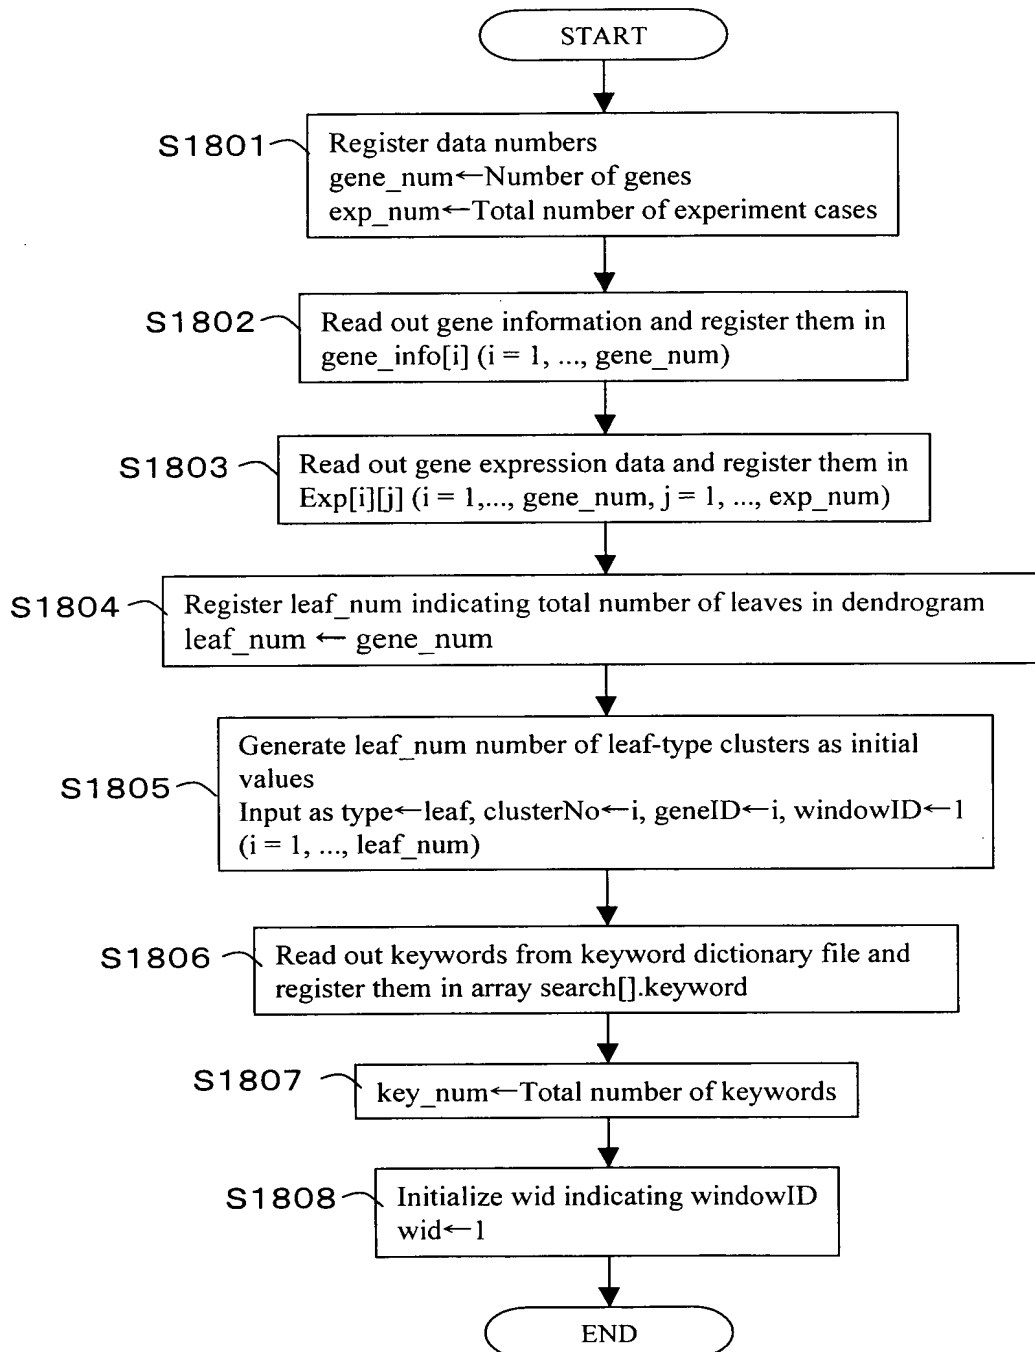 START
S1801
Register data numbers
gene_num←Number of genes
exp_num←Total number of experiment cases
S1802
Read out gene information and register them in
gene_info[i] (i = 1, ..., gene_num)
S1803
Read out gene expression data and register them in
Exp[i][j] (i = 1,..., gene_num, j = 1, ..., exp_num)
S1804
Register leaf_num indicating total number of leaves in dendrogram
leaf_num ← gene_num
S1805
Generate leaf_num number of leaf-type clusters as initial
values
Input as type←leaf, clusterNo←i, geneID←i, windowID←1
(i = 1, ..., leaf_num)
S1806
Read out keywords from keyword dictionary file and
register them in array search[].keyword
S1807
key_num←Total number of keywords
S1808
Initialize wid indicating windowID
wid←1
END